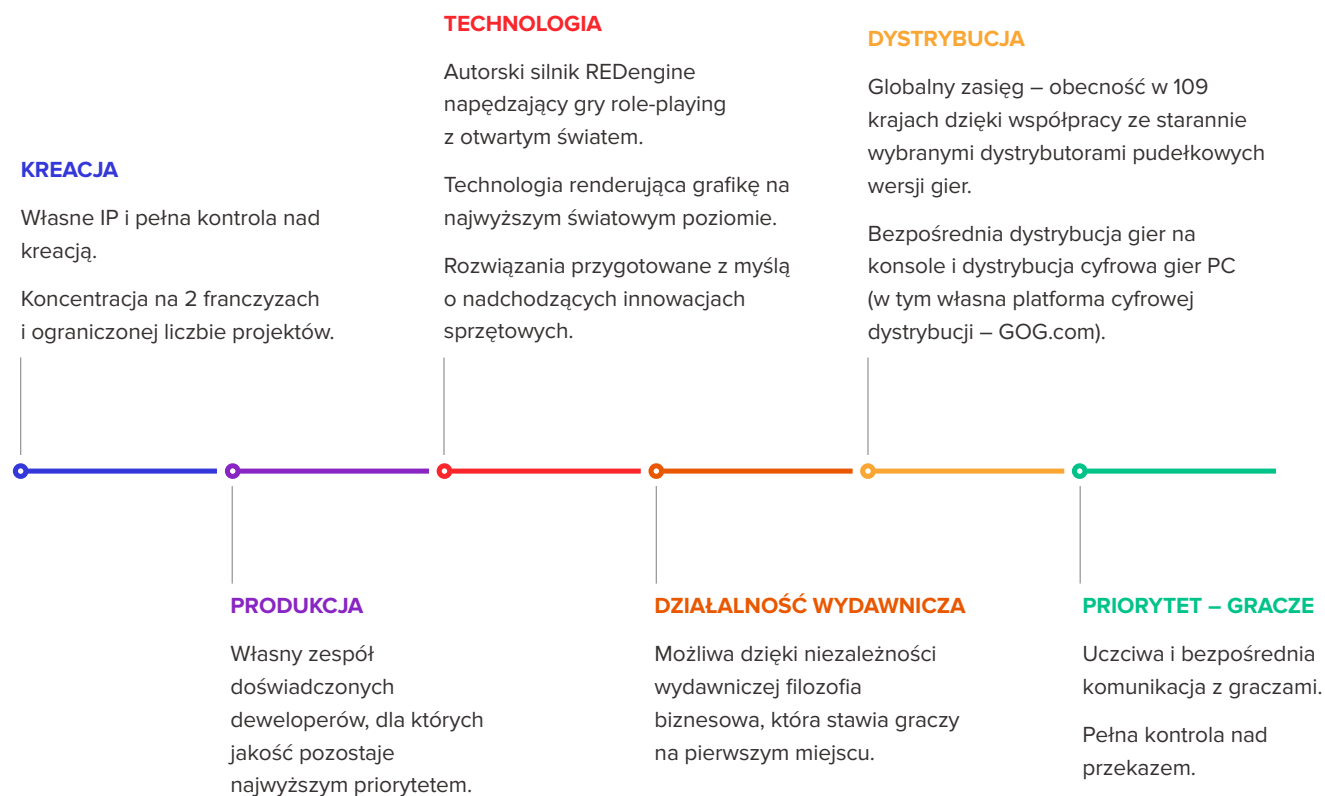 KREACJA
Własne IP i pełna kontrola nad
kreacją.
Koncentracja na 2 franczyzach
i ograniczonej liczbie projektów.
PRODUKCJA
Własny zespół
doświadczonych
deweloperów, dla których
jakość pozostaje
najwyższym priorytetem.
TECHNOLOGIA
Autorski silnik REDengine
napędzający gry role-playing
z otwartym światem.
Technologia renderująca grafikę na
najwyższym światowym poziomie.
Rozwiązania przygotowane z myślą
o nadchodzących innowacjach
sprzętowych.
DZIAŁALNOŚĆ WYDAWNICZA
Możliwa dzięki niezależności
wydawniczej filozofia
biznesowa, która stawia graczy
na pierwszym miejscu.
DYSTRYBUCJA
Globalny zasięg – obecność w 109
krajach dzięki współpracy ze starannie
wybranymi dystrybutorami pudełkowych
wersji gier.
Bezpośrednia dystrybucja gier na
konsole i dystrybucja cyfrowa gier PC
(w tym własna platforma cyfrowej
dystrybucji – GOG.com).
PRIORYTET – GRACZE
Uczciwa i bezpośrednia
komunikacja z graczami.
Pełna kontrola nad
przekazem.